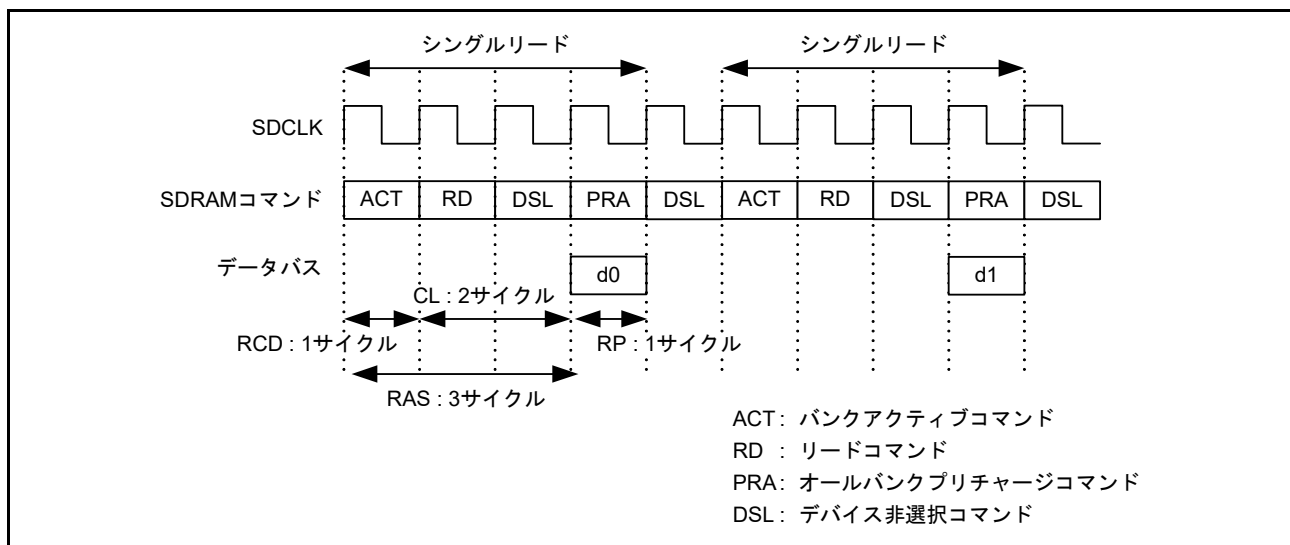 シングルリード シングルリード
SDCLK
SDRAMコマンド ACT RD DSL PRA DSL ACT RD DSL PRA DSL
データバス d0 d1
CL : 2サイクル
RCD : 1サイクル RP : 1サイクル
RAS : 3サイクル
ACT : バンクアクティブコマンド
RD : リードコマンド
PRA : オールバンクプリチャージコマンド
DSL : デバイス非選択コマンド